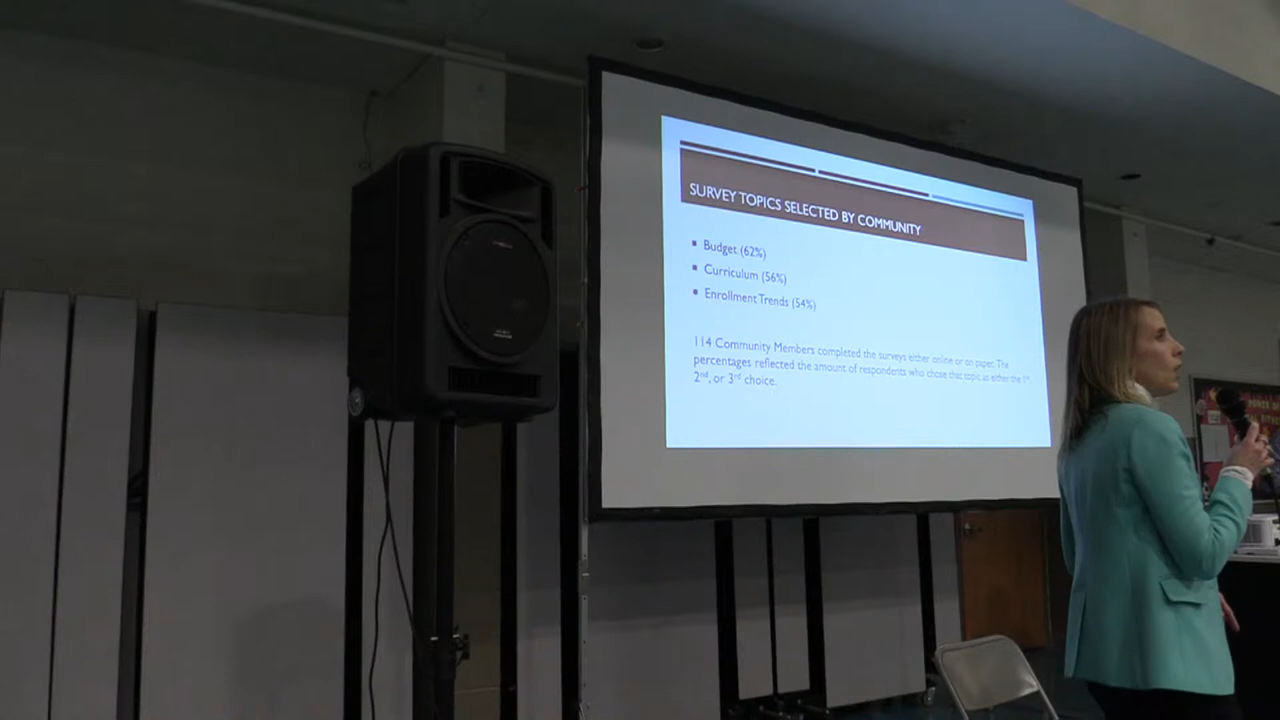 SURVEY TOPICS SELECTED BY COMMUNITY
▪ Budget (62%)
▪ Curriculum (56%)
▪ Enrollment Trends (54%)
114 Community Members completed the surveys either online or on paper. The
percentages reflected the amount of respondents who chose that topic as either the 1st
2nd, or 3rd choice.